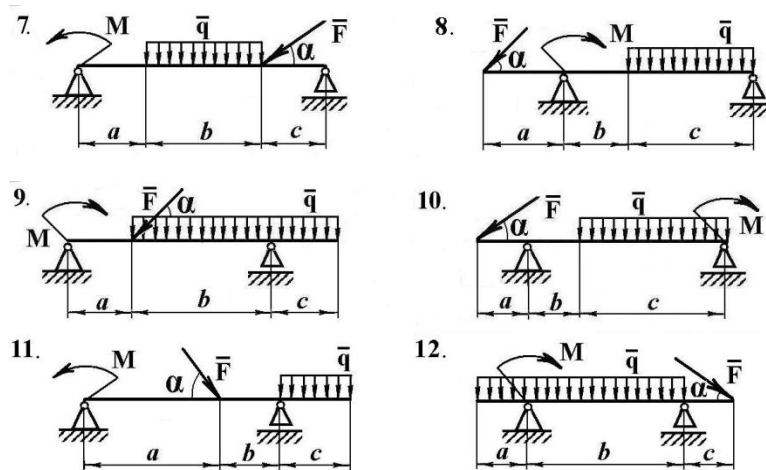 7. M q̅ α F̅
a b c
8. α F̅ M q̅
a b c
9. M F̅ α q̅
a b c
10. α F̅ q̅ M
a b c
11. M α F̅ q̅
a b c
12. M q̅ α F̅
a b c